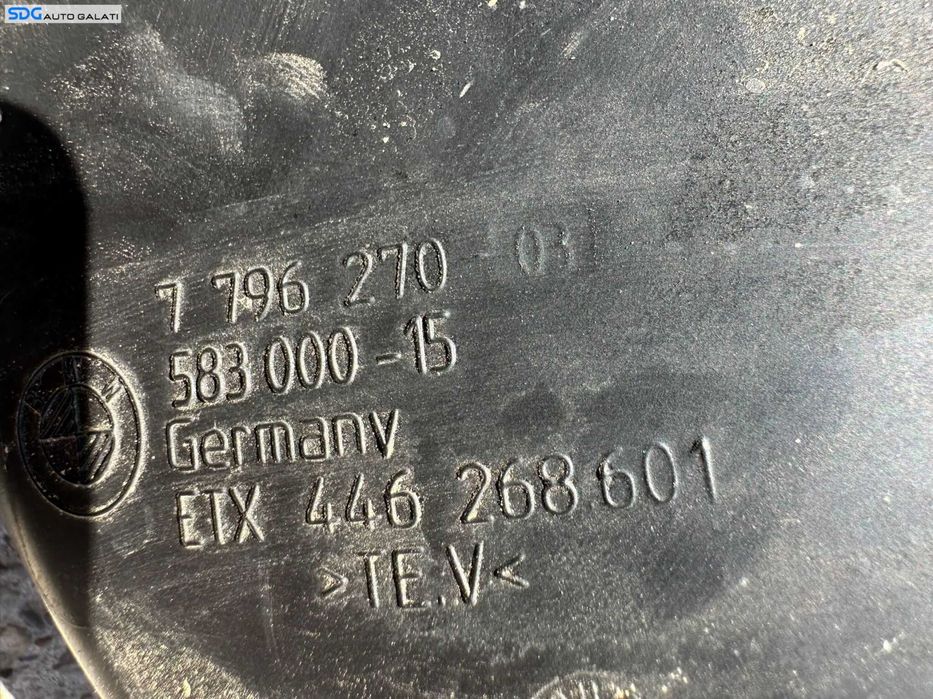 SDG AUTO GALATI
7 796 270 - 03
583 000 - 15
Germany
ETX 446 268 601
>TE.V<